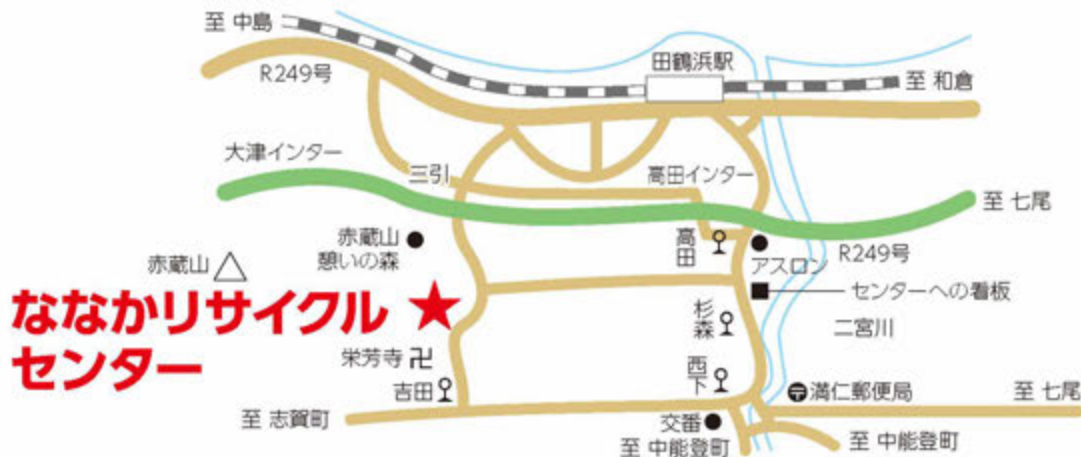 至 中島
田鶴浜駅
R249号
至 和倉
大津インター
三引
高田インター
至 七尾
赤蔵山
憩いの森
高田
赤蔵山
アスロン
R249号
センターへの看板
ななかリサイクル
センター
杉森
二宮川
栄芳寺
西下
吉田
満仁郵便局
至 七尾
至 志賀町
交番
至 中能登町
至 中能登町